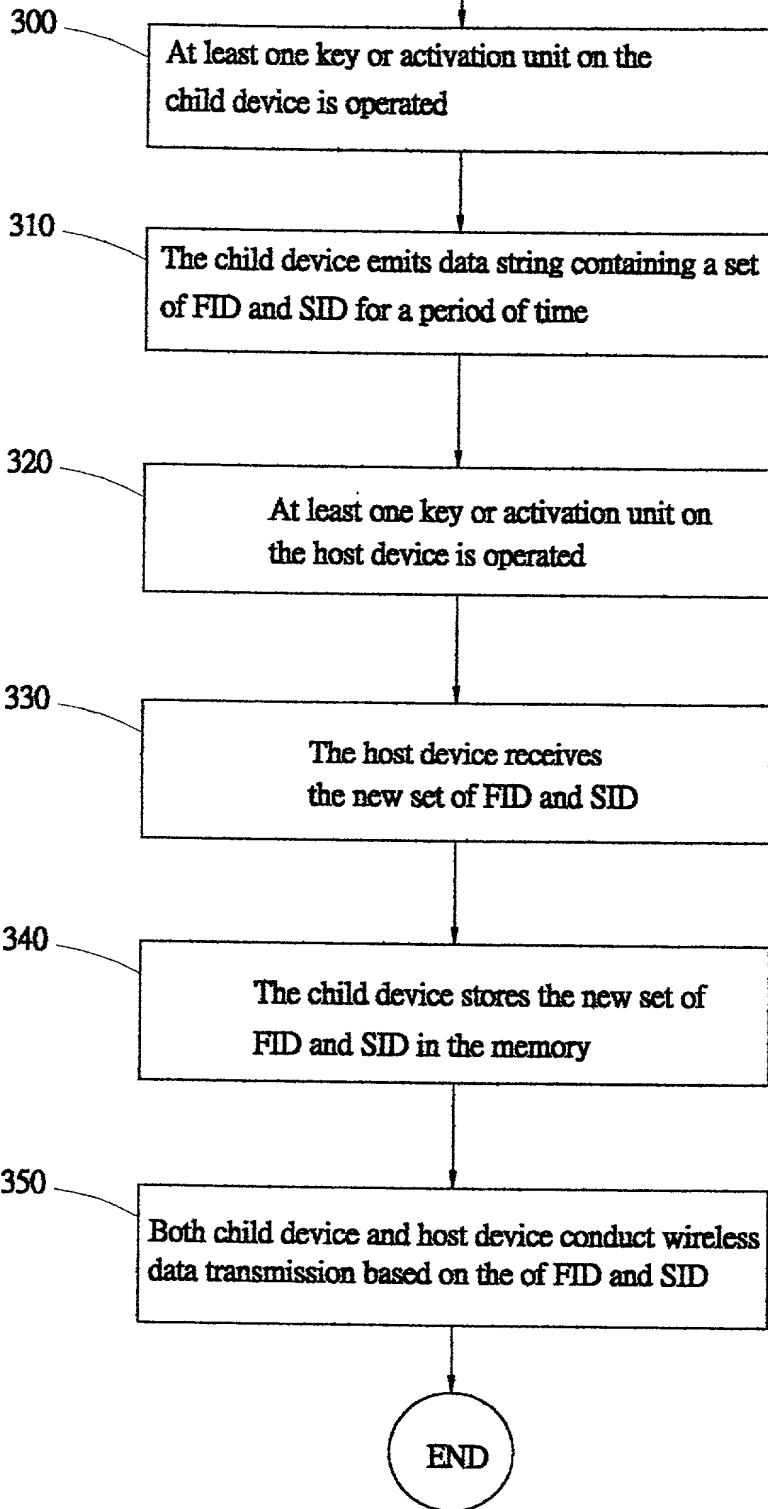 300
At least one key or activation unit on the
child device is operated
310
The child device emits data string containing a set
of FID and SID for a period of time
320
At least one key or activation unit on
the host device is operated
330
The host device receives
the new set of FID and SID
340
The child device stores the new set of
FID and SID in the memory
350
Both child device and host device conduct wireless
data transmission based on the of FID and SID
END